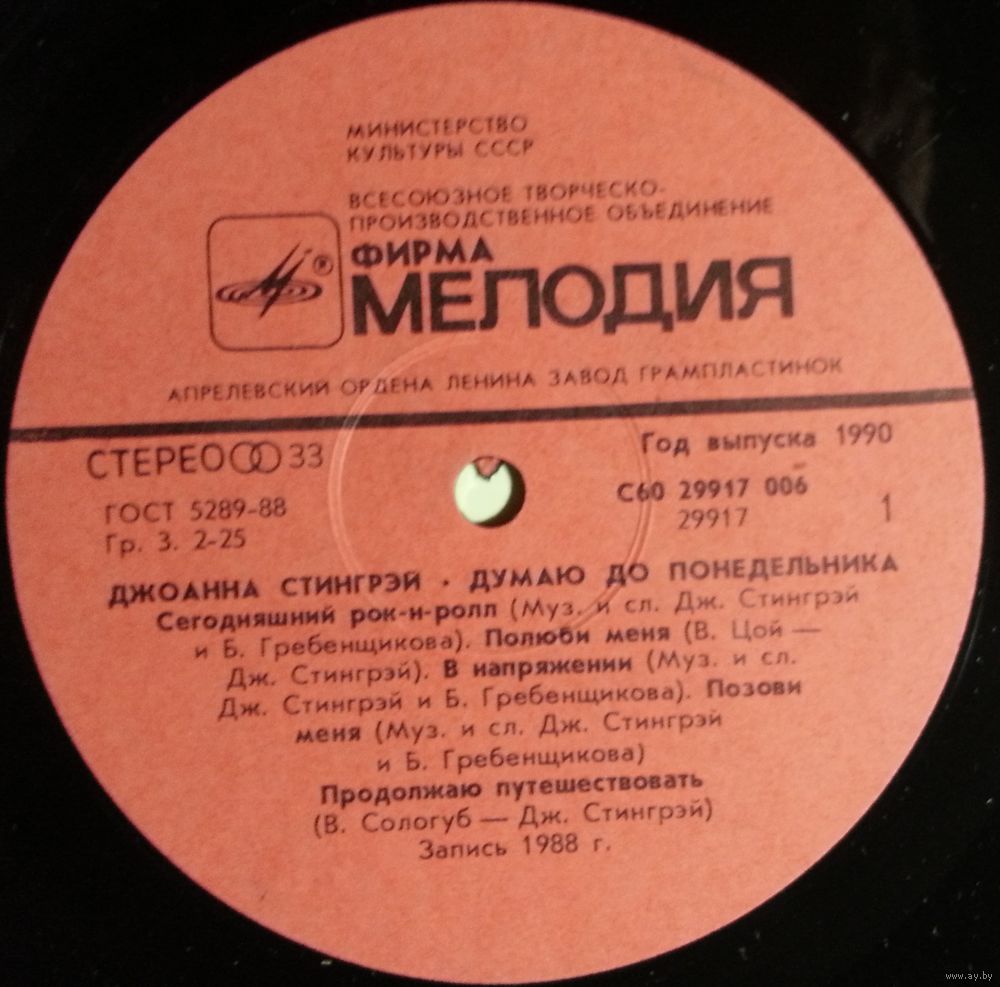 МИНИСТЕРСТВО
КУЛЬТУРЫ СССР
ВСЕСОЮЗНОЕ ТВОРЧЕСКО-
ПРОИЗВОДСТВЕННОЕ ОБЪЕДИНЕНИЕ
ФИРМА
®
МЕЛОДИЯ
АПРЕЛЕВСКИЙ ОРДЕНА ЛЕНИНА ЗАВОД ГРАМПЛАСТИНОК
СТЕРЕО 33
Год выпуска 1990
ГОСТ 5289-88
С60 29917 006
Гр. 3. 2-25
29917
1
ДЖОАННА СТИНГРЭЙ · ДУМАЮ ДО ПОНЕДЕЛЬНИКА
Сегодняшний рок-н-ролл (Муз. и сл. Дж. Стингрэй
и Б. Гребенщикова). Полюби меня (В. Цой —
Дж. Стингрэй). В напряжении (Муз. и сл.
Дж. Стингрэй и Б. Гребенщикова). Позови
меня (Муз. и сл. Дж. Стингрэй
и Б. Гребенщикова)
Продолжаю путешествовать
(В. Сологуб — Дж. Стингрэй)
Запись 1988 г.
www.ay.by